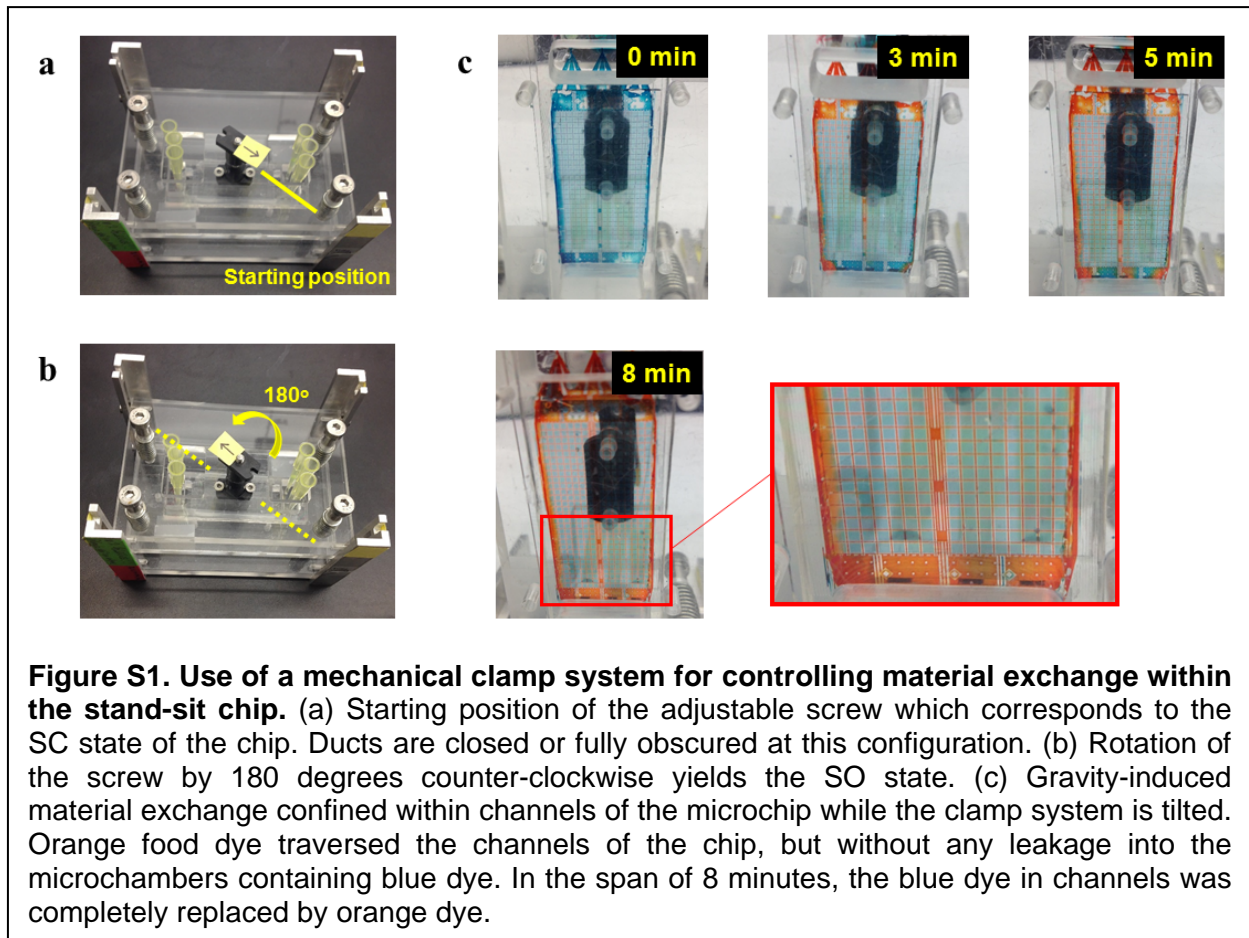 a
→
Starting position
b
180°
←
c
0 min
3 min
5 min
8 min
Figure S1. Use of a mechanical clamp system for controlling material exchange within
the stand-sit chip. (a) Starting position of the adjustable screw which corresponds to the
SC state of the chip. Ducts are closed or fully obscured at this configuration. (b) Rotation of
the screw by 180 degrees counter-clockwise yields the SO state. (c) Gravity-induced
material exchange confined within channels of the microchip while the clamp system is tilted.
Orange food dye traversed the channels of the chip, but without any leakage into the
microchambers containing blue dye. In the span of 8 minutes, the blue dye in channels was
completely replaced by orange dye.